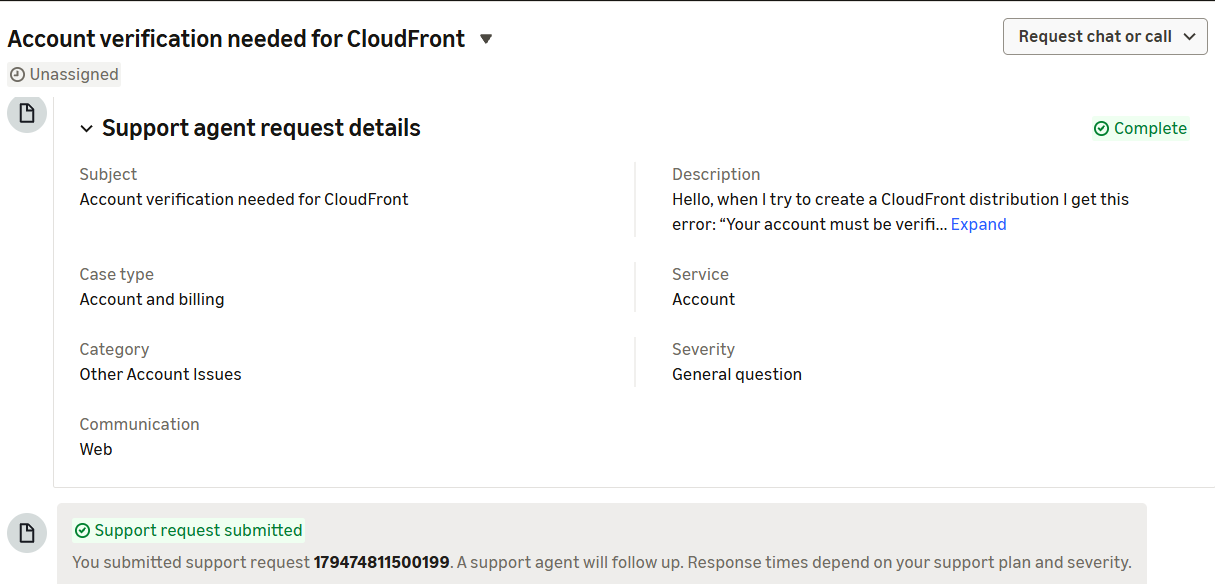 Account verification needed for CloudFront
Request chat or call
Unassigned
Support agent request details
Complete
Subject
Account verification needed for CloudFront
Description
Hello, when I try to create a CloudFront distribution I get this
error: “Your account must be verifi... Expand
Case type
Account and billing
Service
Account
Category
Other Account Issues
Severity
General question
Communication
Web
Support request submitted
You submitted support request 179474811500199. A support agent will follow up. Response times depend on your support plan and severity.